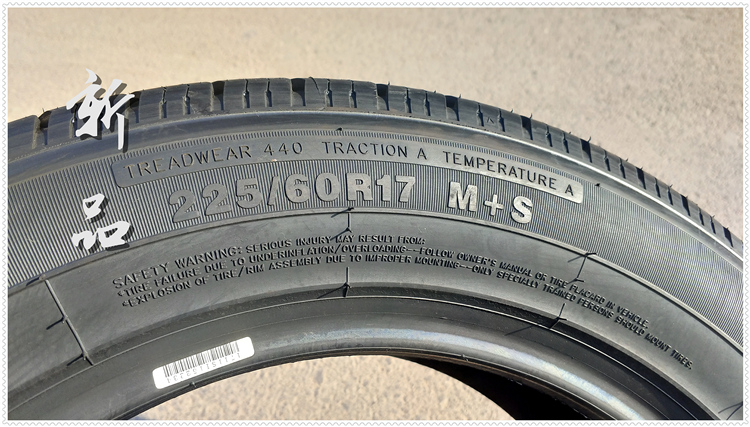 新品
TREADWEAR 440 TRACTION A TEMPERATURE A
225/60R17 M+S
SAFETY WARNING: SERIOUS INJURY MAY RESULT FROM:
•TIRE FAILURE DUE TO UNDERINFLATION/OVERLOADING—FOLLOW OWNER'S MANUAL OR TIRE PLACARD IN VEHICLE.
•EXPLOSION OF TIRE/RIM ASSEMBLY DUE TO IMPROPER MOUNTING—ONLY SPECIALLY TRAINED PERSONS SHOULD MOUNT TIRES.